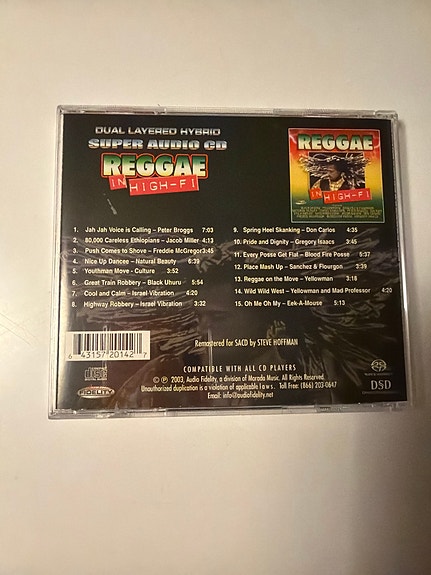 DUAL LAYERED HYBRID
SUPER AUDIO CD
REGGAE
IN HIGH-FI
1. Jah Jah Voice is Calling – Peter Broggs 7:03
2. 80,000 Careless Ethiopians – Jacob Miller 4:13
3. Push Comes to Shove – Freddie McGregor 3:45
4. Nice Up Dancee – Natural Beauty 6:39
5. Youthman Move - Culture 3:52
6. Great Train Robbery – Black Uhuru 5:54
7. Cool and Calm – Israel Vibration 4:20
8. Highway Robbery – Israel Vibration 3:32
REGGAE
IN HIGH-FI
9. Spring Heel Skanking – Don Carlos 4:35
10. Pride and Dignity – Gregory Isaacs 3:45
11. Every Posse Get Flat – Blood Fire Posse 5:37
12. Place Mash Up – Sanchez & Flourgon 3:39
13. Reggae on the Move – Yellowman 3:18
14. Wild Wild West – Yellowman and Mad Professor 4:20
15. Oh Me Oh My – Eek-A-Mouse 5:13
6 43157 20142 7
Remastered for SACD by STEVE HOFFMAN
COMPATIBLE WITH ALL CD PLAYERS
© ℗ 2003, Audio Fidelity, a division of Morada Music. All Rights Reserved.
Unauthorized duplication is a violation of applicable laws. Toll Free: (866) 203-0647
Email: info@audiofidelity.net
FIDELITY
DSD